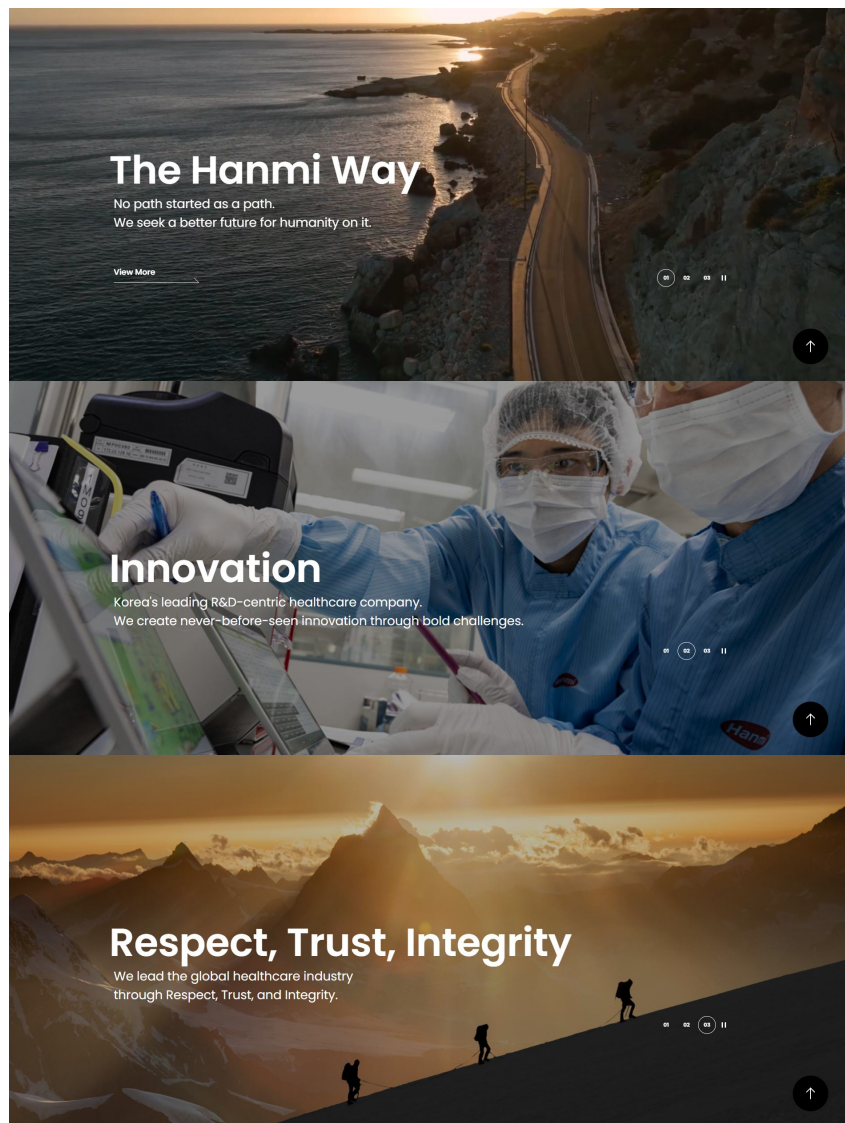 The Hanmi Way
No path started as a path.
We seek a better future for humanity on it.
View More
01 02 03
Innovation
Korea's leading R&D-centric healthcare company.
We create never-before-seen innovation through bold challenges.
01 02 03
Hanmi
Respect, Trust, Integrity
We lead the global healthcare industry
through Respect, Trust, and Integrity.
01 02 03